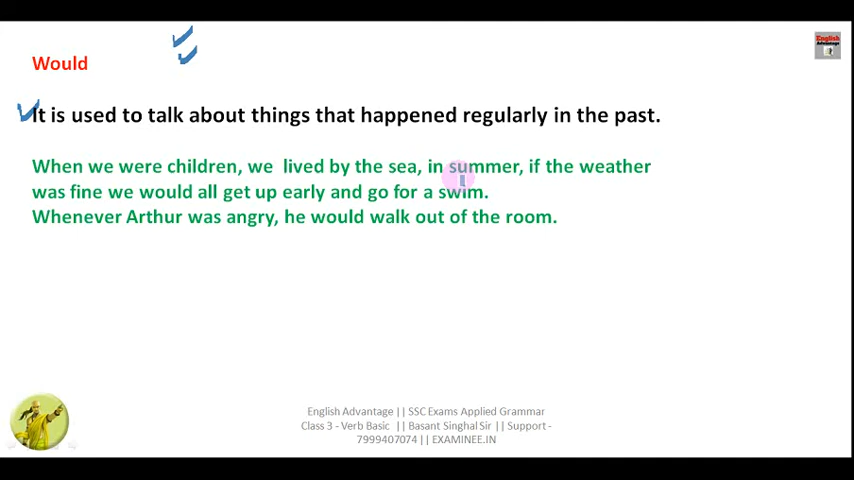 English
Advantage
Would
It is used to talk about things that happened regularly in the past.
When we were children, we lived by the sea, in summer, if the weather
was fine we would all get up early and go for a swim.
Whenever Arthur was angry, he would walk out of the room.
English Advantage || SSC Exams Applied Grammar
Class 3 - Verb Basic || Basant Singhal Sir || Support -
7999407074 || EXAMINEE.IN